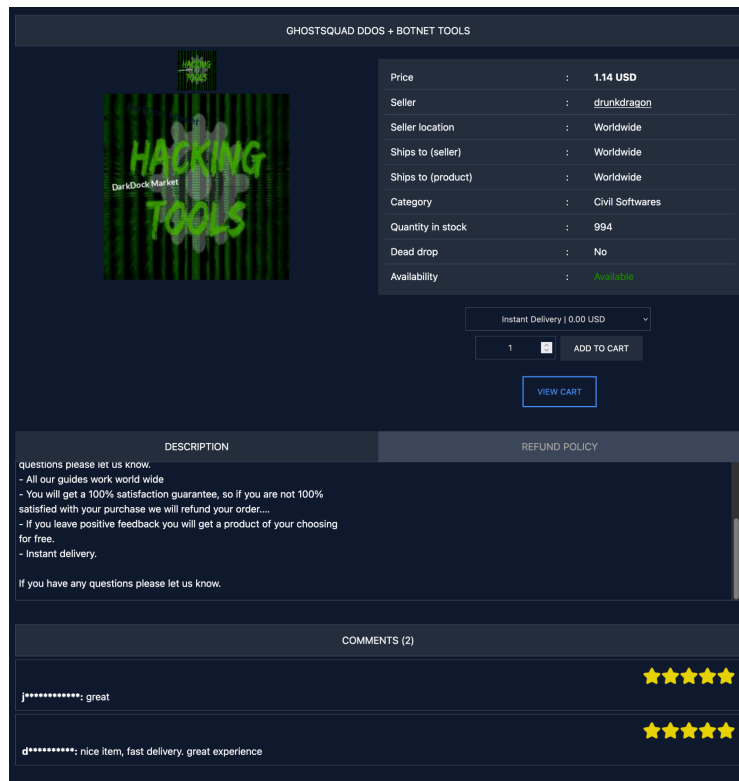 GHOSTSQUAD DDOS + BOTNET TOOLS
HACKING
TOOLS
HACKING
DarkDock Market
TOOLS
Price : 1.14 USD
Seller : drunkdragon
Seller location : Worldwide
Ships to (seller) : Worldwide
Ships to (product) : Worldwide
Category : Civil Softwares
Quantity in stock : 994
Dead drop : No
Availability : Available
Instant Delivery | 0.00 USD
1 ADD TO CART
VIEW CART
DESCRIPTION REFUND POLICY
questions please let us know.
- All our guides work world wide
- You will get a 100% satisfaction guarantee, so if you are not 100%
satisfied with your purchase we will refund your order....
- If you leave positive feedback you will get a product of your choosing
for free.
- Instant delivery.
If you have any questions please let us know.
COMMENTS (2)
j************: great
d**********: nice item, fast delivery. great experience